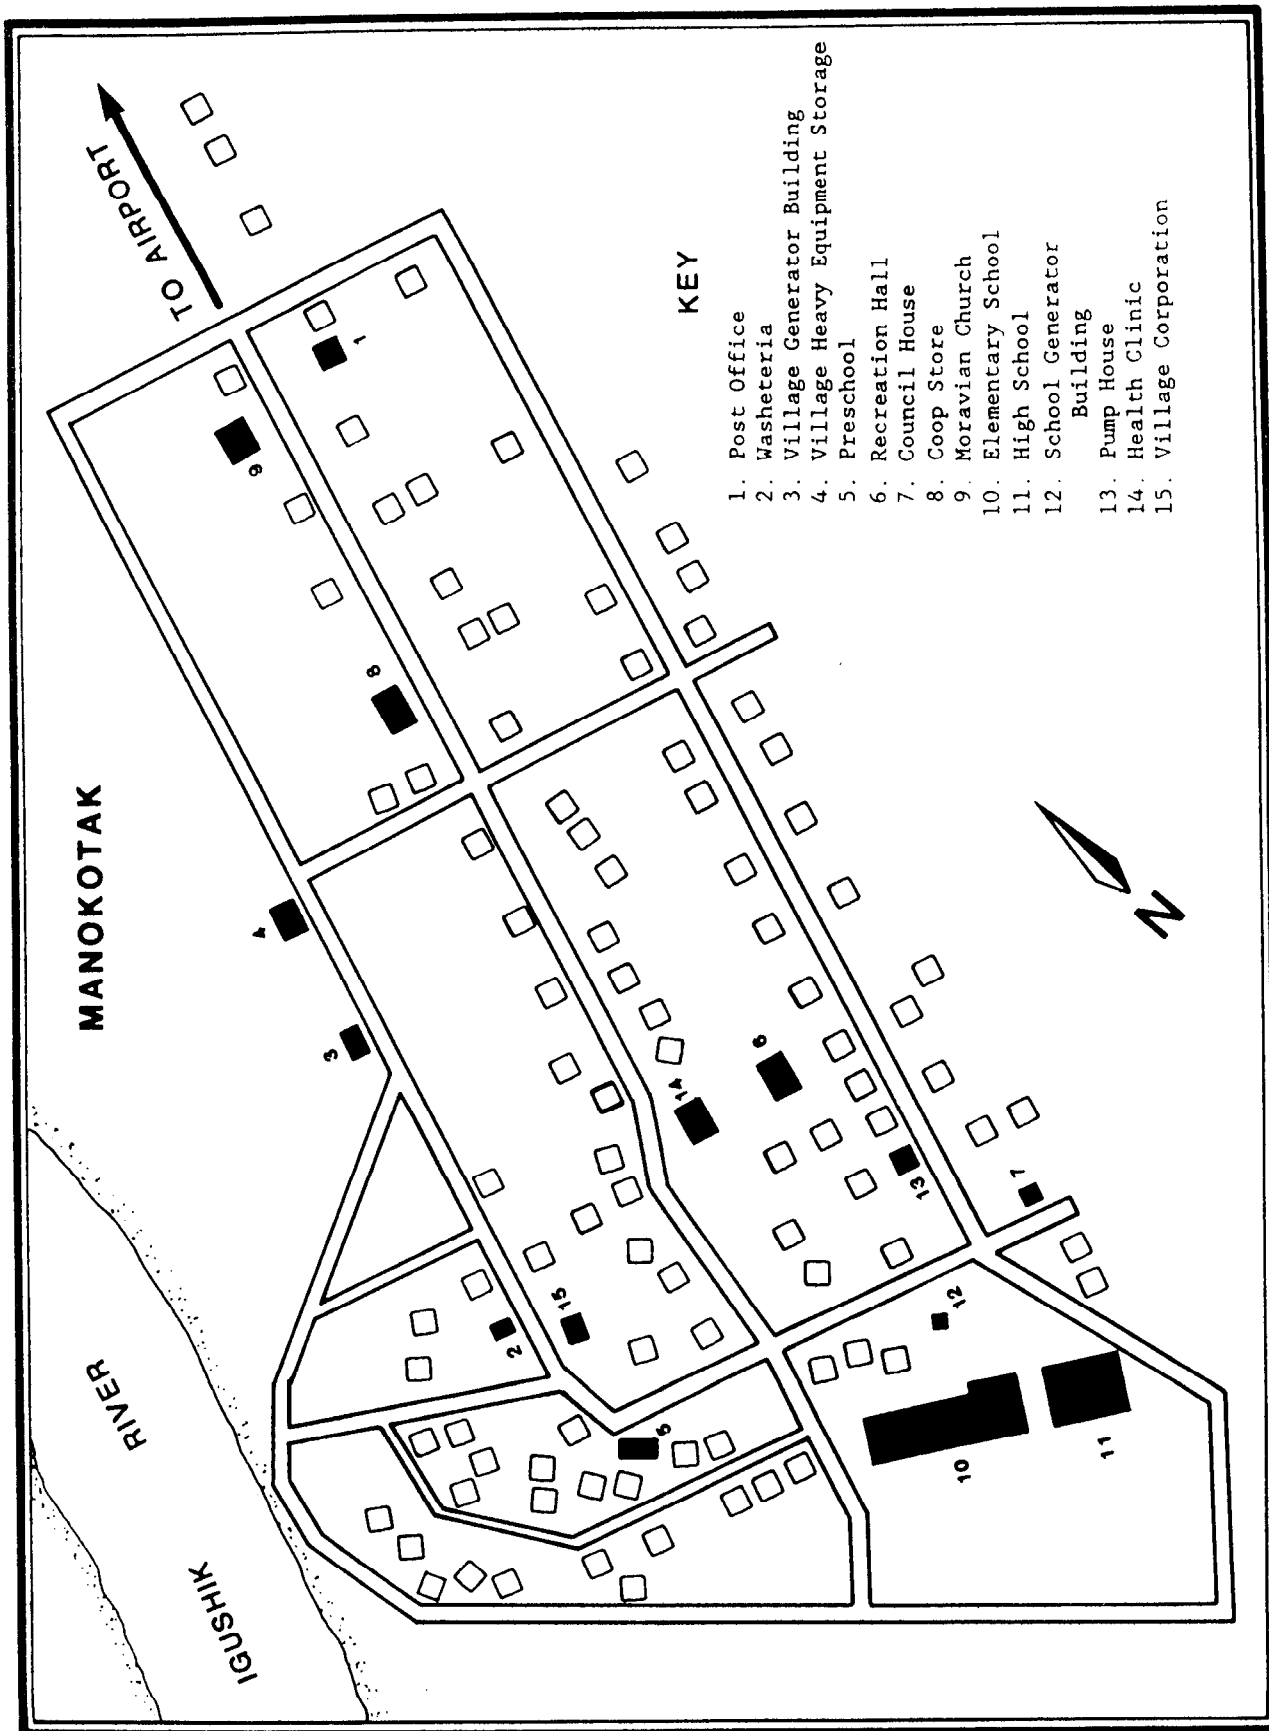 MANOKOTAK
IGUSHIK
RIVER
TO AIRPORT
4
3
8
9
1
2
15
14
6
5
13
7
12
10
11
N
KEY
1. Post Office
2. Washeteria
3. Village Generator Building
4. Village Heavy Equipment Storage
5. Preschool
6. Recreation Hall
7. Council House
8. Coop Store
9. Moravian Church
10. Elementary School
11. High School
12. School Generator
Building
13. Pump House
14. Health Clinic
15. Village Corporation